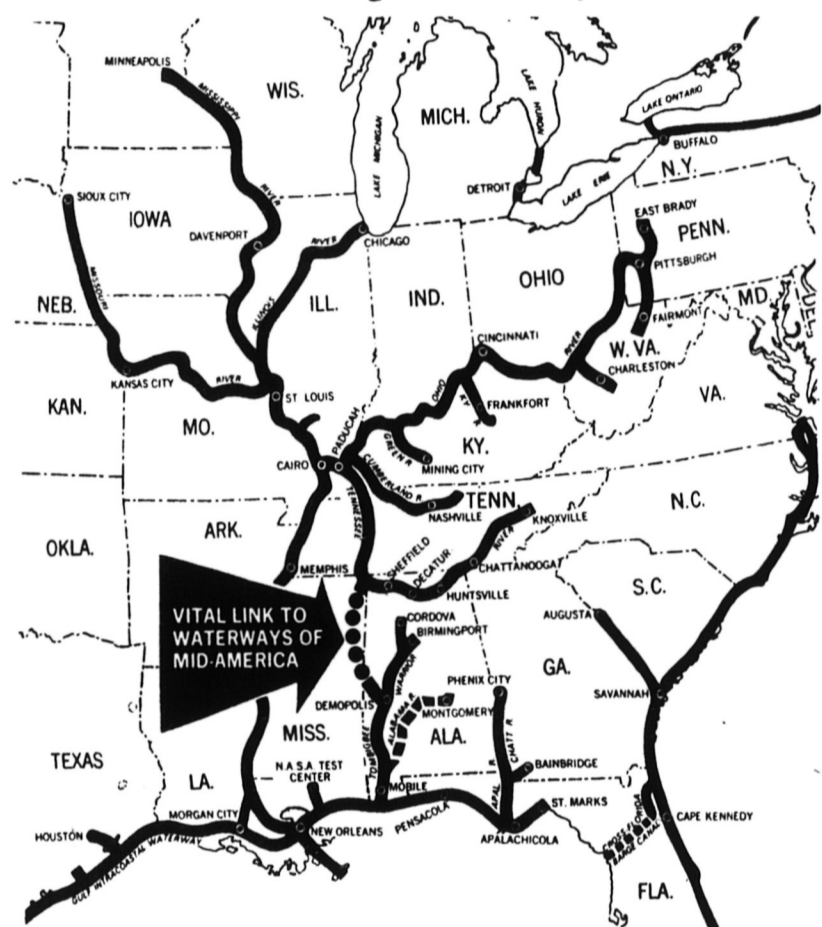 MINNEAPOLIS
MISSISSIPPI
RIVER
WIS.
LAKE MICHIGAN
MICH.
LAKE HURON
LAKE ONTARIO
BUFFALO
N.Y.
DETROIT
LAKE ERIE
SIOUX CITY
IOWA
DAVENPORT
RIVER
CHICAGO
EAST BRADY
PENN.
PITTSBURGH
MISSOURI
ILLINOIS
ILL.
IND.
OHIO
NEB.
MD.
FAIRMONT
W. VA.
CINCINNATI
RIVER
CHARLESTON
KANSAS CITY
RIVER
ST LOUIS
OHIO
KY R
FRANKFORT
VA.
KAN.
MO.
PADUCAH
GREEN R
KY.
MINING CITY
CAIRO
TENNESSEE
CUMBERLAND R
TENN.
NASHVILLE
KNOXVILLE
N.C.
ARK.
OKLA.
RIVER
MEMPHIS
SHEFFIELD
DECATUR
CHATTANOOGA
HUNTSVILLE
S.C.
VITAL LINK TO
WATERWAYS OF
MID-AMERICA
CORDOVA
BIRMINGPORT
AUGUSTA
WARRIOR
GA.
PHENIX CITY
SAVANNAH
DEMOPOLIS
ALABAMA R
MONTGOMERY
MISS.
TOMBIGBEE
ALA.
CHATT R
TEXAS
N.A.S.A. TEST
CENTER
BAINBRIDGE
LA.
MOBILE
APAL R
ST. MARKS
MORGAN CITY
NEW ORLEANS
PENSACOLA
APALACHICOLA
CROSS-FLORIDA
BARGE CANAL
CAPE KENNEDY
HOUSTON
GULF INTRACOASTAL WATERWAY
FLA.